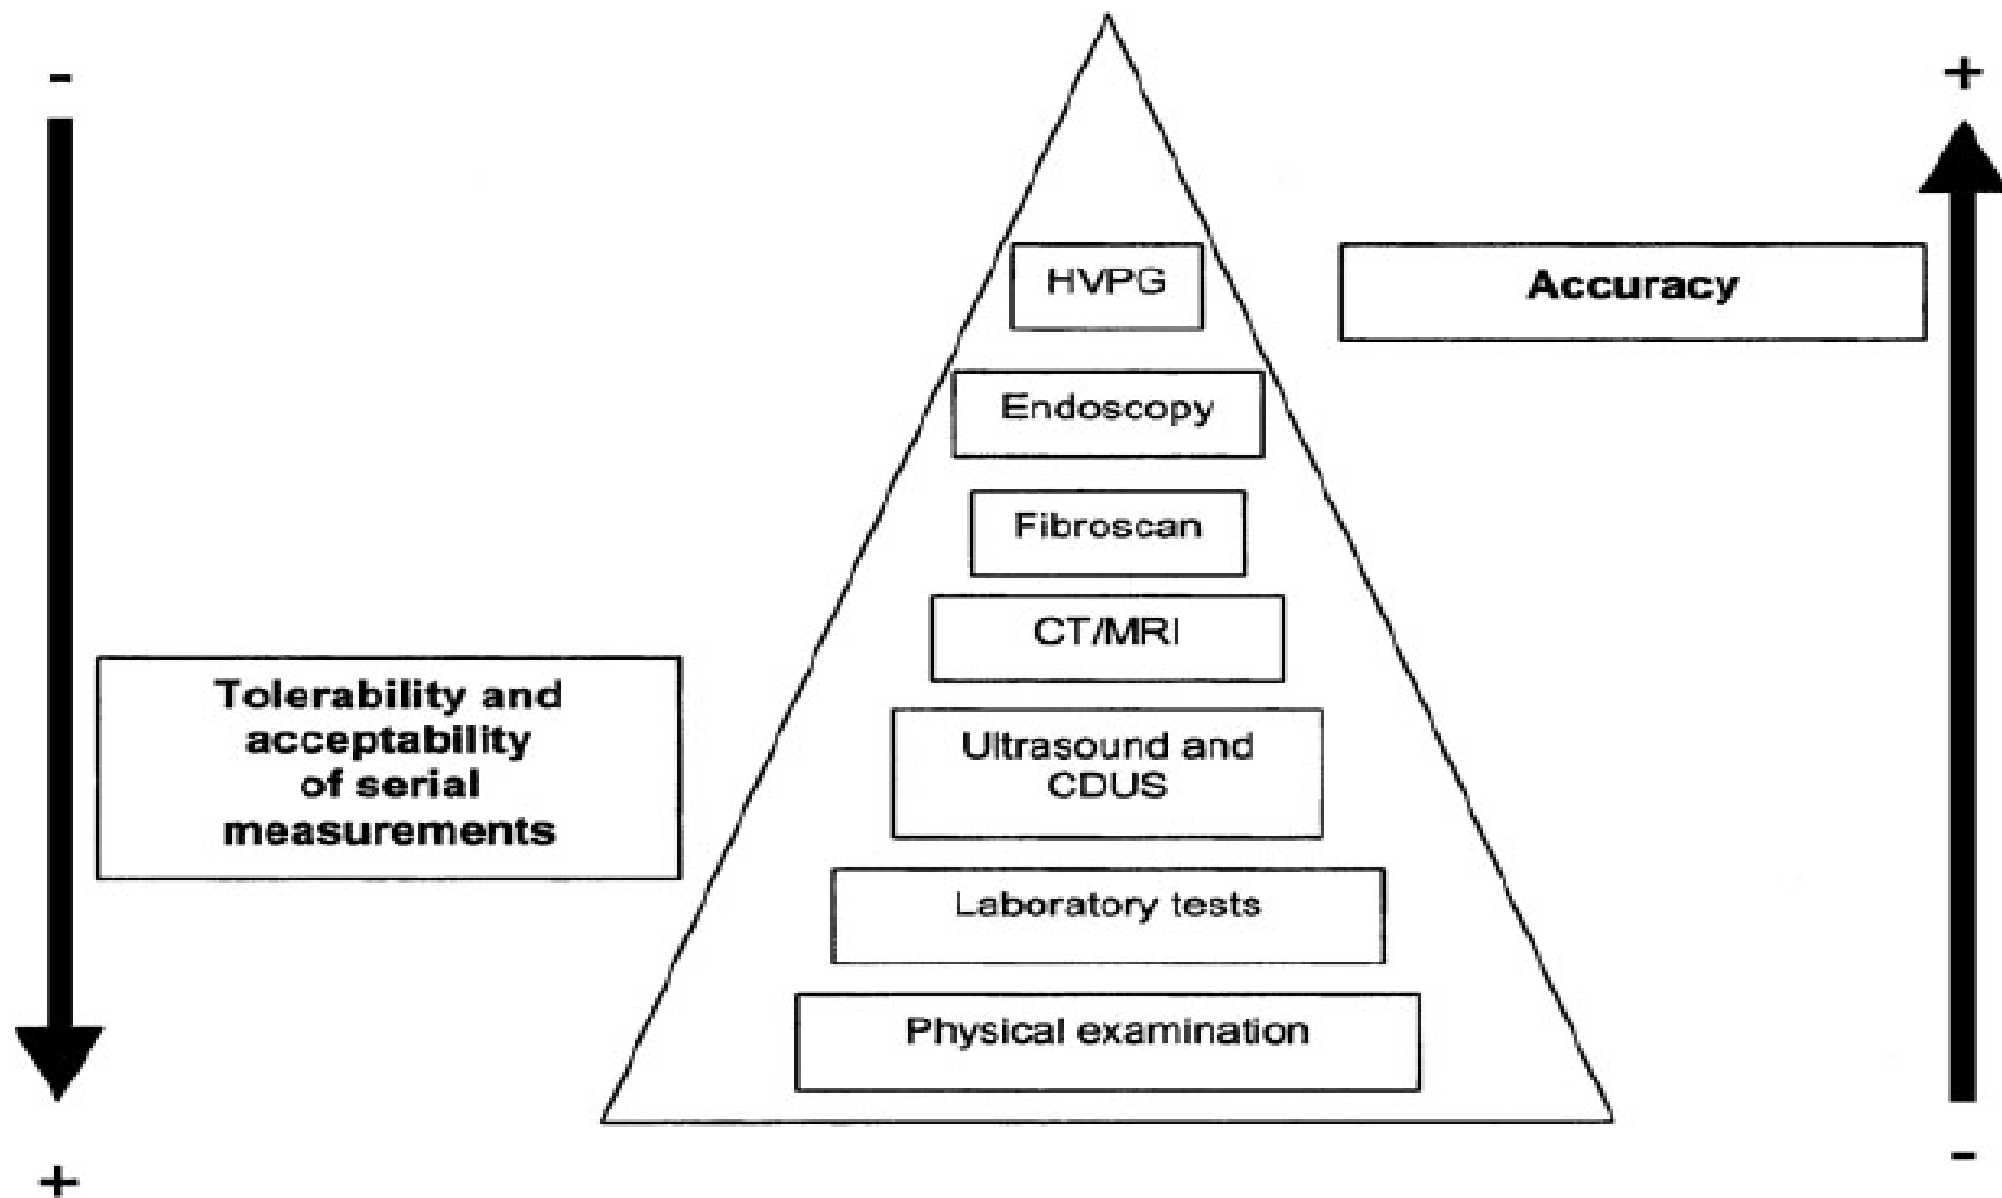 -
+
HVPG
Accuracy
Endoscopy
Fibroscan
CT/MRI
Tolerability and
acceptability
of serial
measurements
Ultrasound and
CDUS
Laboratory tests
Physical examination
+
-